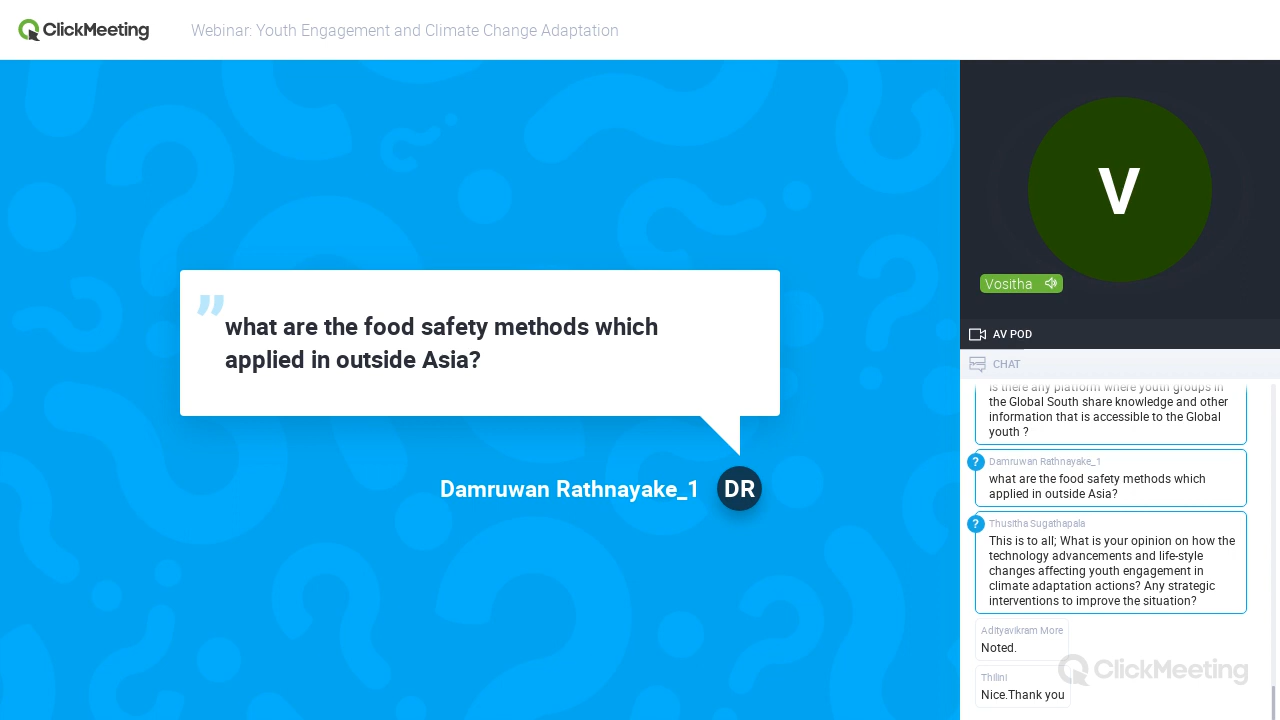 ClickMeeting
Webinar: Youth Engagement and Climate Change Adaptation
”
what are the food safety methods which
applied in outside Asia?
Damruwan Rathnayake_1
DR
V
Vositha
AV POD
CHAT
Is there any platform where youth groups in
the Global South share knowledge and other
information that is accessible to the Global
youth ?
?
Damruwan Rathnayake_1
what are the food safety methods which
applied in outside Asia?
?
Thusitha Sugathapala
This is to all; What is your opinion on how the
technology advancements and life-style
changes affecting youth engagement in
climate adaptation actions? Any strategic
interventions to improve the situation?
Adityavikram More
Noted.
Thilini
Nice.Thank you
ClickMeeting